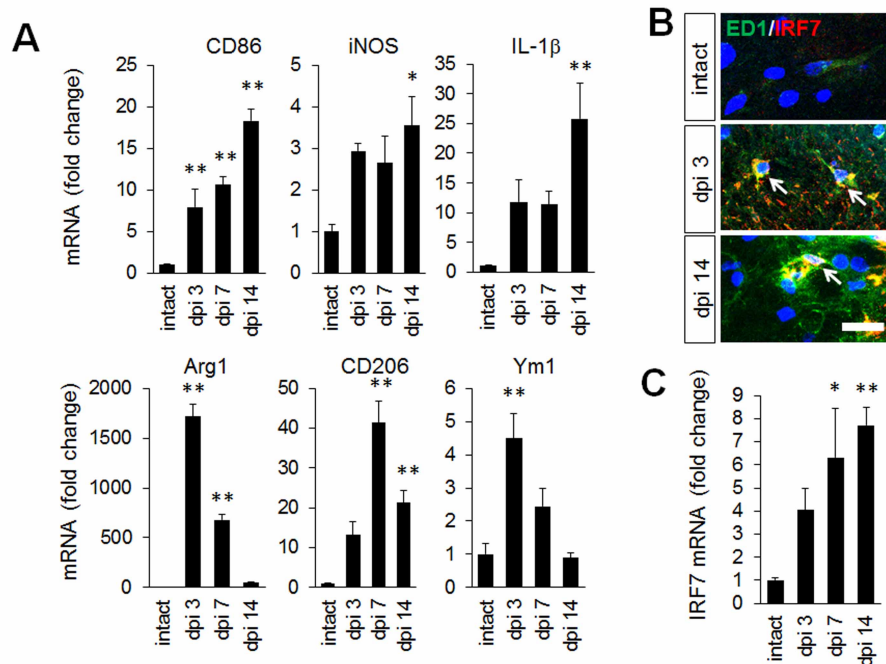 A
CD86
iNOS
IL-1β
mRNA (fold change)
25
20
15
10
5
0
**
**
**
intact
dpi 3
dpi 7
dpi 14
6
5
4
3
2
1
0
*
intact
dpi 3
dpi 7
dpi 14
35
30
25
20
15
10
5
0
**
intact
dpi 3
dpi 7
dpi 14
Arg1
CD206
Ym1
mRNA (fold change)
2000
1500
1000
500
0
**
**
intact
dpi 3
dpi 7
dpi 14
50
40
30
20
10
0
**
**
intact
dpi 3
dpi 7
dpi 14
6
5
4
3
2
1
0
**
intact
dpi 3
dpi 7
dpi 14
B
ED1/IRF7
intact
dpi 3
dpi 14
C
IRF7 mRNA (fold change)
9
8
7
6
5
4
3
2
1
0
*
**
intact
dpi 3
dpi 7
dpi 14